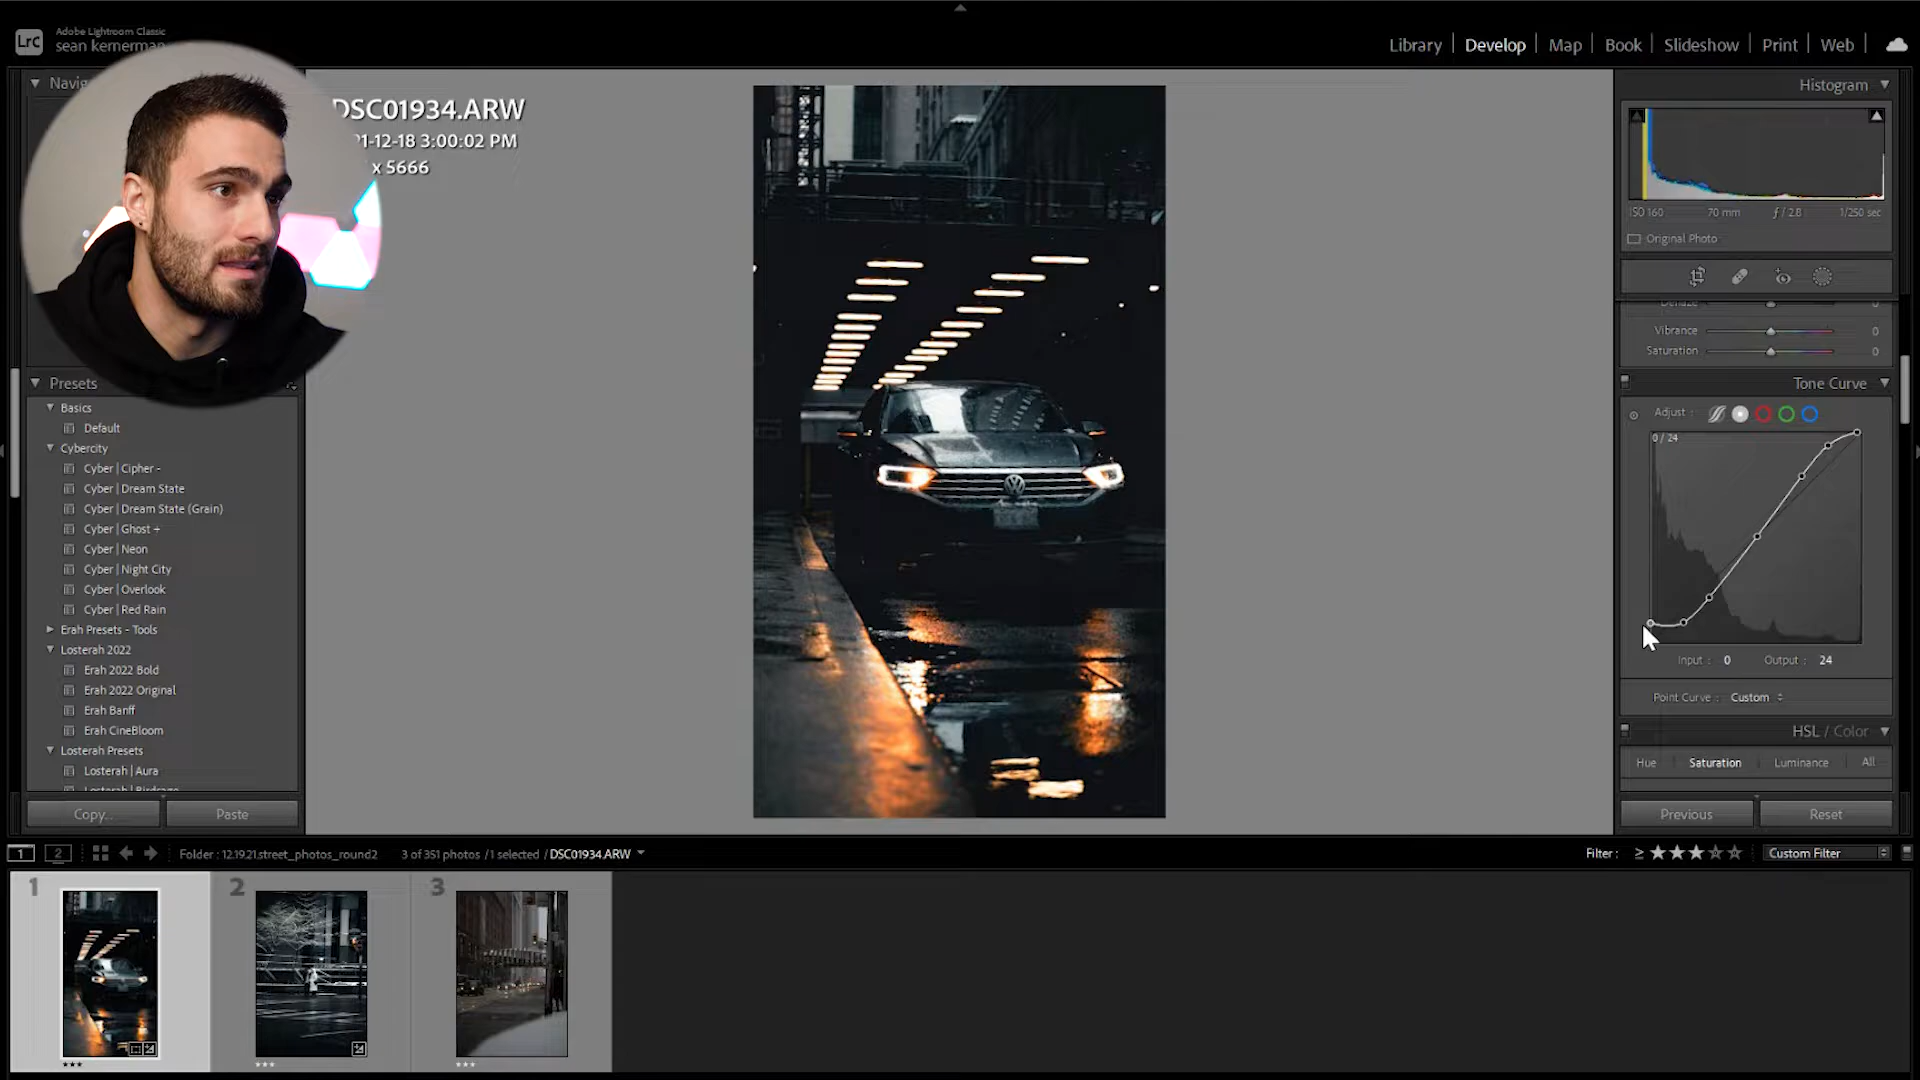 Lrc
Adobe Lightroom Classic
sean kernerman
Library
Develop
Map
Book
Slideshow
Print
Web
DSC01934.ARW
3:00:02 PM
x 5666
Histogram
ISO 160
70 mm
ƒ / 2.8
1/250 sec
Original Photo
Vibrance 0
Saturation 0
Tone Curve
Adjust :
0 / 24
Input : 0 Output : 24
Point Curve : Custom
HSL / Color
Hue Saturation Luminance All
Previous
Reset
Presets
Basics
Default
Cybercity
Cyber | Cipher -
Cyber | Dream State
Cyber | Dream State (Grain)
Cyber | Ghost +
Cyber | Neon
Cyber | Night City
Cyber | Overlook
Cyber | Red Rain
Erah Presets - Tools
Losterah 2022
Erah 2022 Bold
Erah 2022 Original
Erah Banff
Erah CineBloom
Losterah Presets
Losterah | Aura
Copy...
Paste
1
2
Folder : 12.19.21.street_photos_round2
3 of 351 photos / 1 selected / DSC01934.ARW
Filter :
Custom Filter
1
2
3